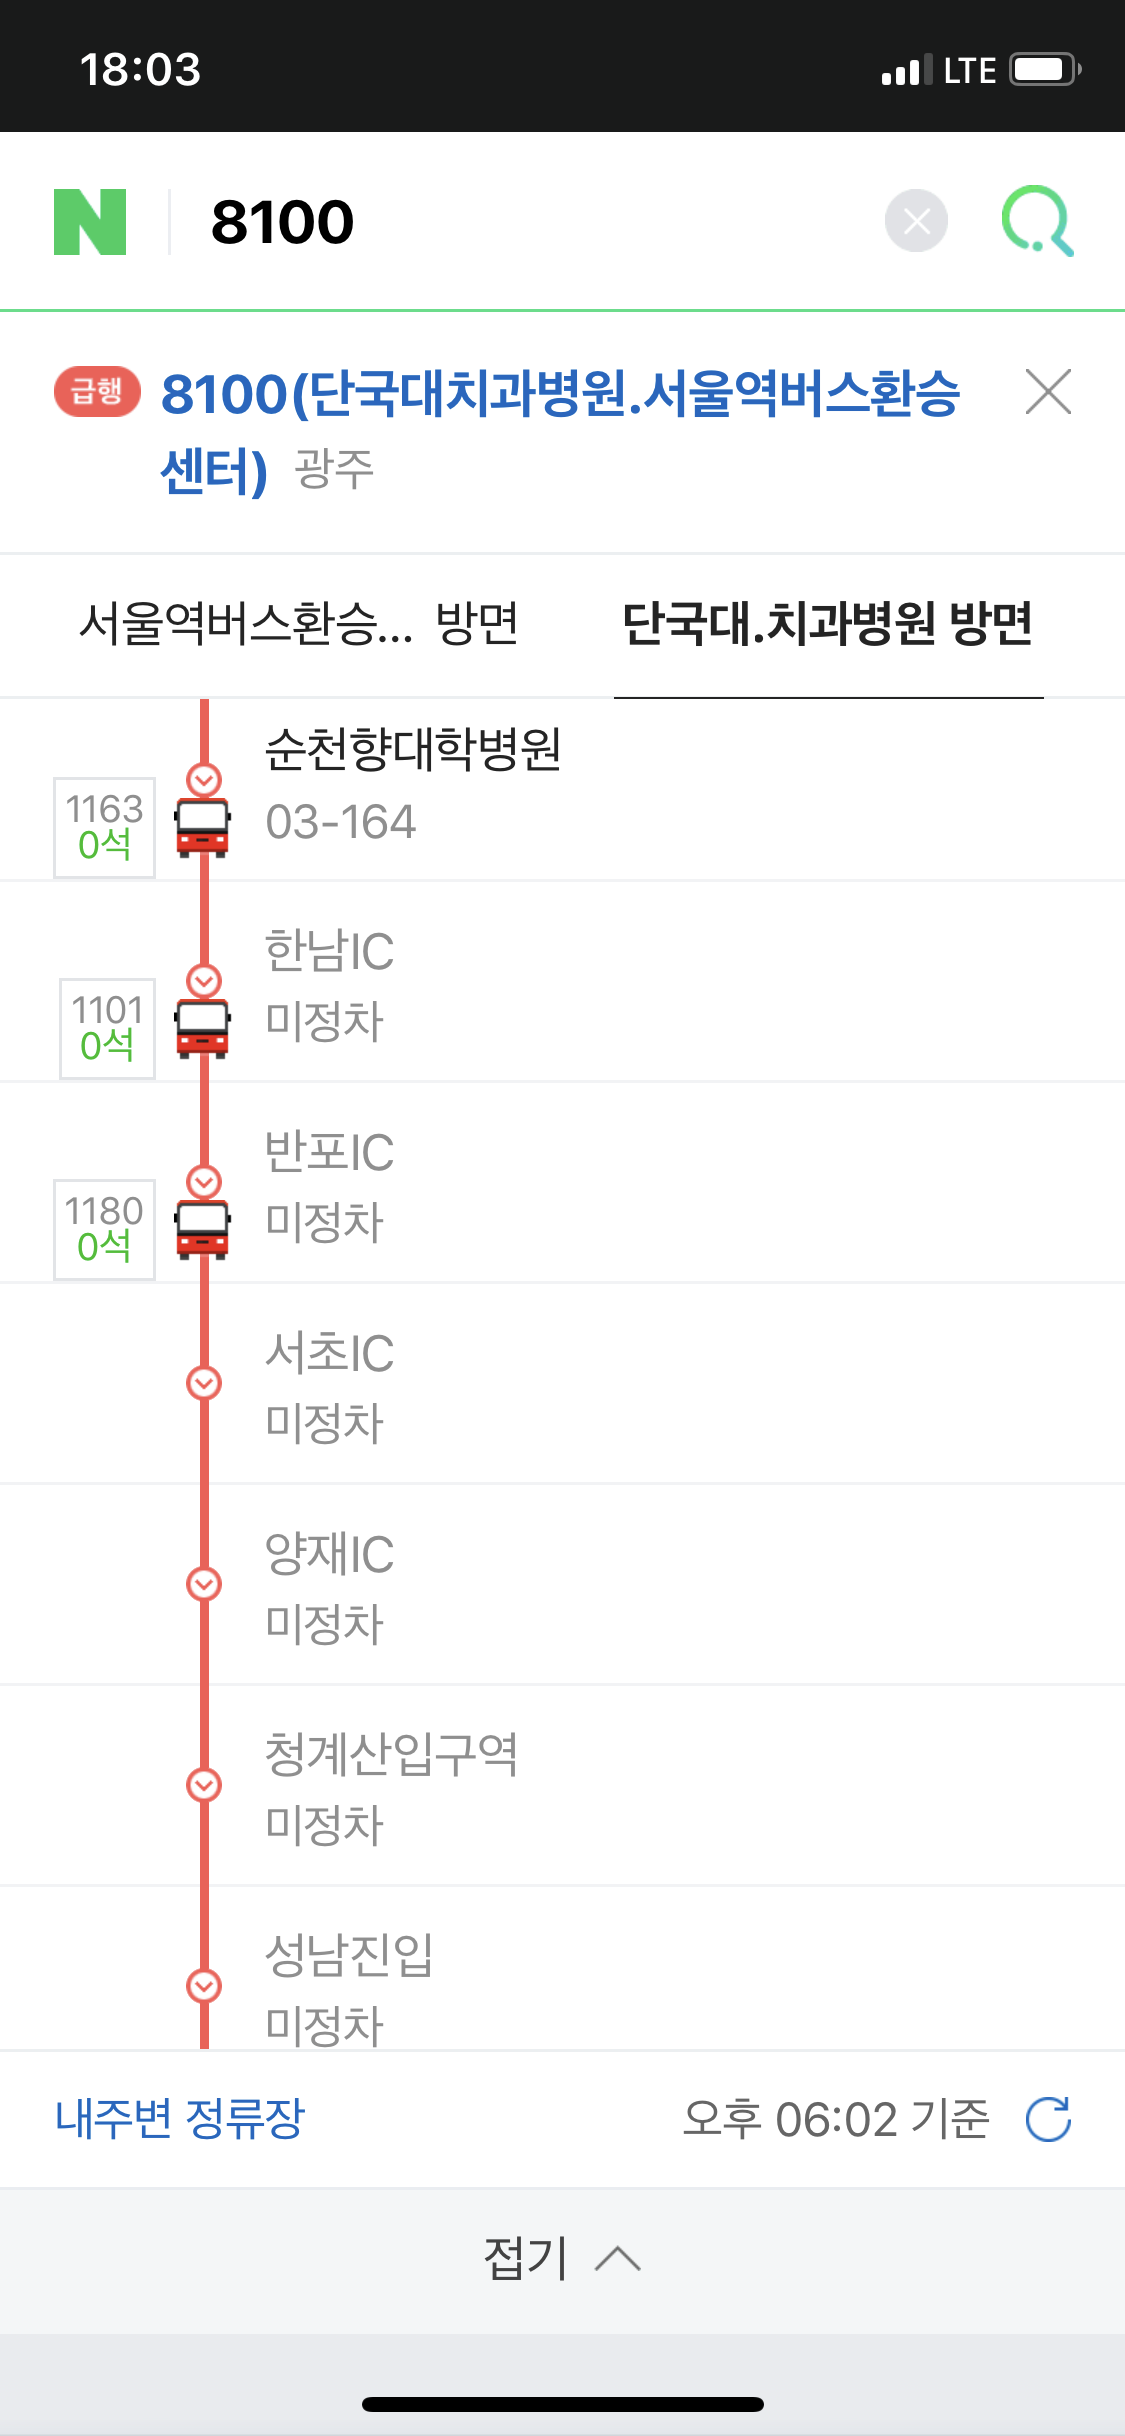 18:03
LTE
N
8100
급행
8100(단국대치과병원.서울역버스환승
센터) 광주
서울역버스환승... 방면
단국대.치과병원 방면
순천향대학병원
03-164
1163
0석
한남IC
미정차
1101
0석
반포IC
미정차
1180
0석
서초IC
미정차
양재IC
미정차
청계산입구역
미정차
성남진입
미정차
내주변 정류장
오후 06:02 기준
접기